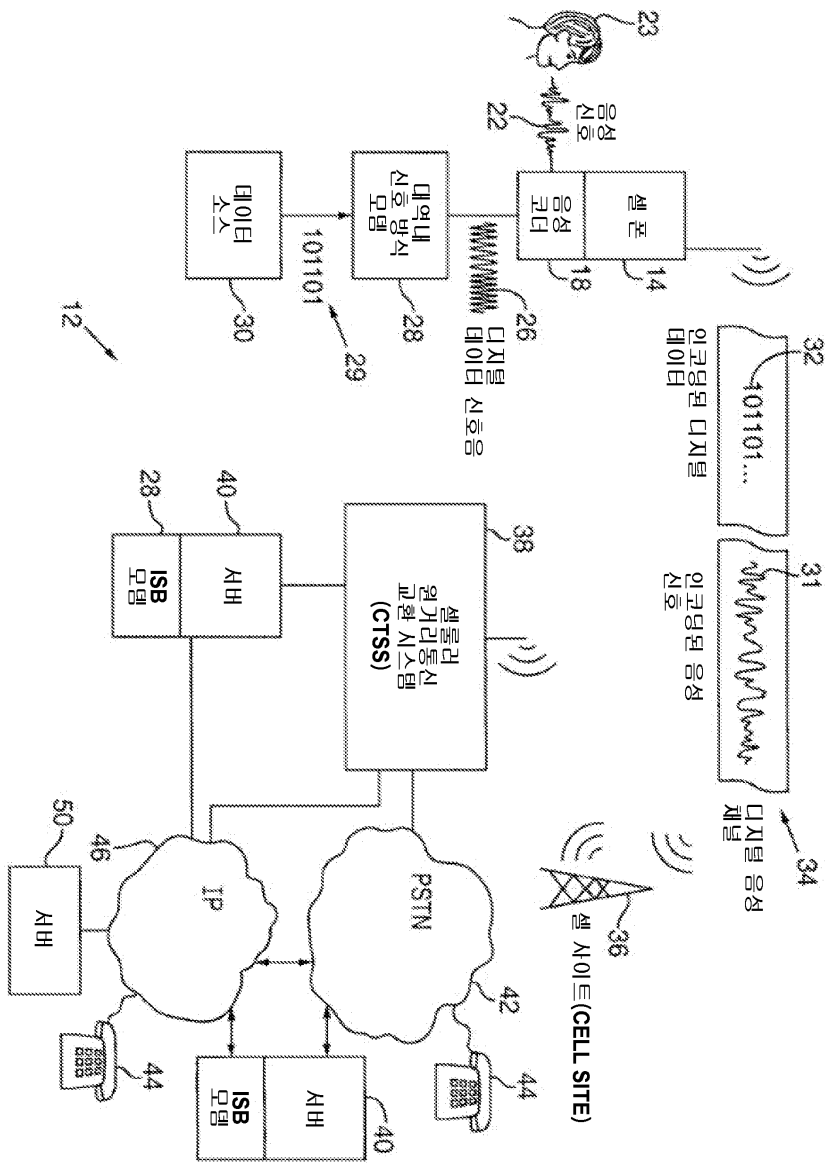 23
22
음성
신호
음성
코더
셀 폰
18
14
대역내
신호 방식
모뎀
28
26
디지털
데이터 신호음
데이터
소스
30
101101
29
12
32
101101...
인코딩된 디지털
데이터
31
인코딩된 음성
신호
34
디지털 음성
채널
36
셀 사이트(CELL SITE)
38
셀룰러
원거리통신
교환 시스템
(CTSS)
40
28
서버
ISB
모뎀
PSTN
42
44
IP
46
44
50
서버
서버
ISB
모뎀
40